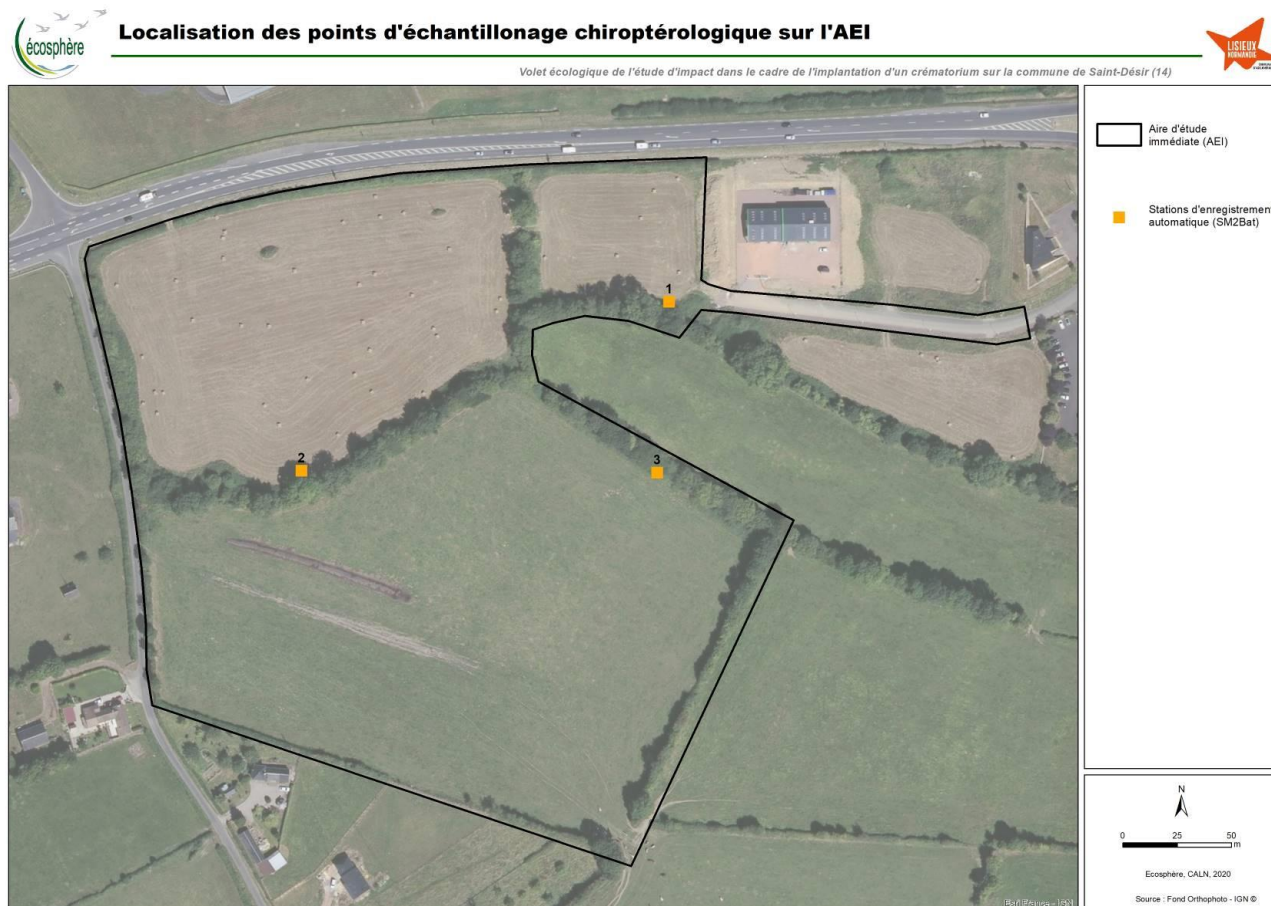 écosphère
Localisation des points d'échantillonage chiroptérologique sur l'AEI
LISIEUX
NORMANDIE
Volet écologique de l'étude d'impact dans le cadre de l'implantation d'un crématorium sur la commune de Saint-Désir (14)
Aire d'étude
immédiate (AEI)
Stations d'enregistrement
automatique (SM2Bat)
1
2
3
N
0 25 50
m
Ecosphère, CALN, 2020
Source : Fond Orthophoto - IGN ©